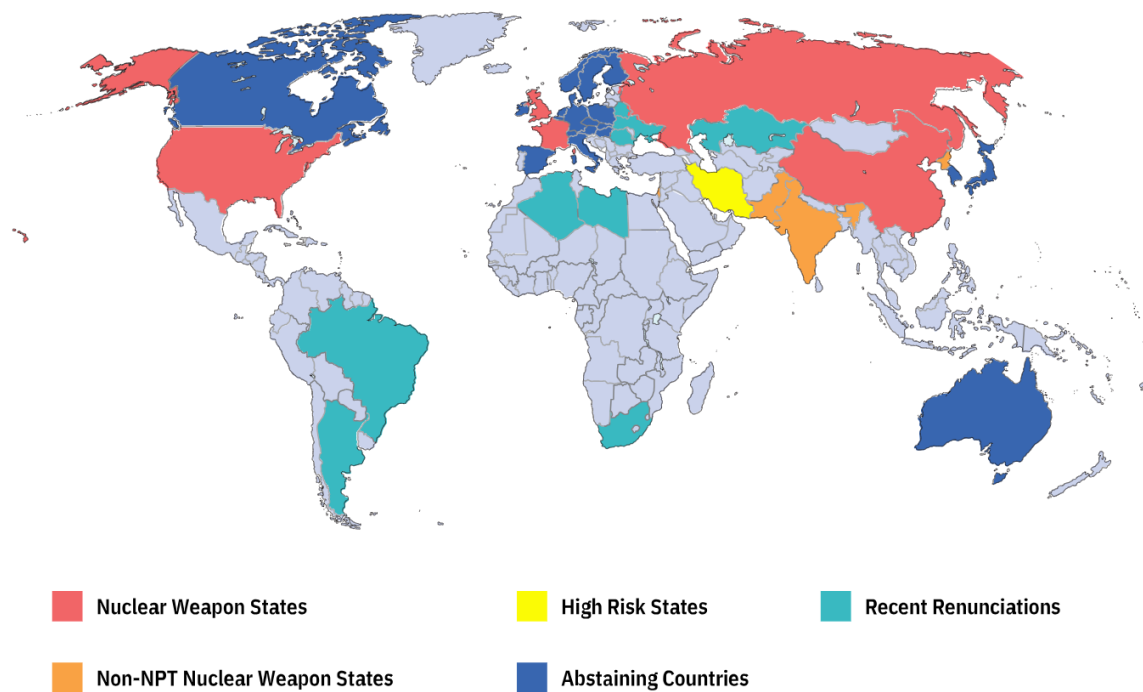 Nuclear Weapon States
High Risk States
Recent Renunciations
Non-NPT Nuclear Weapon States
Abstaining Countries